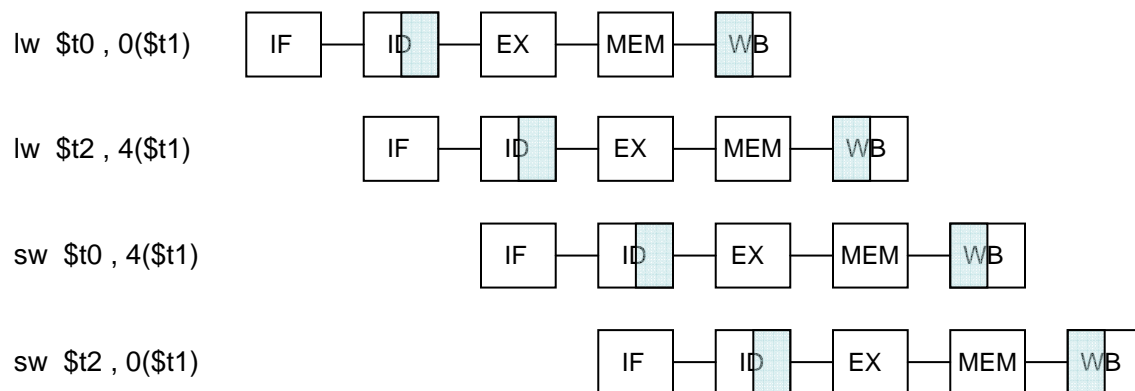 lw $t0 , 0($t1) IF ID EX MEM WB
lw $t2 , 4($t1) IF ID EX MEM WB
sw $t0 , 4($t1) IF ID EX MEM WB
sw $t2 , 0($t1) IF ID EX MEM WB